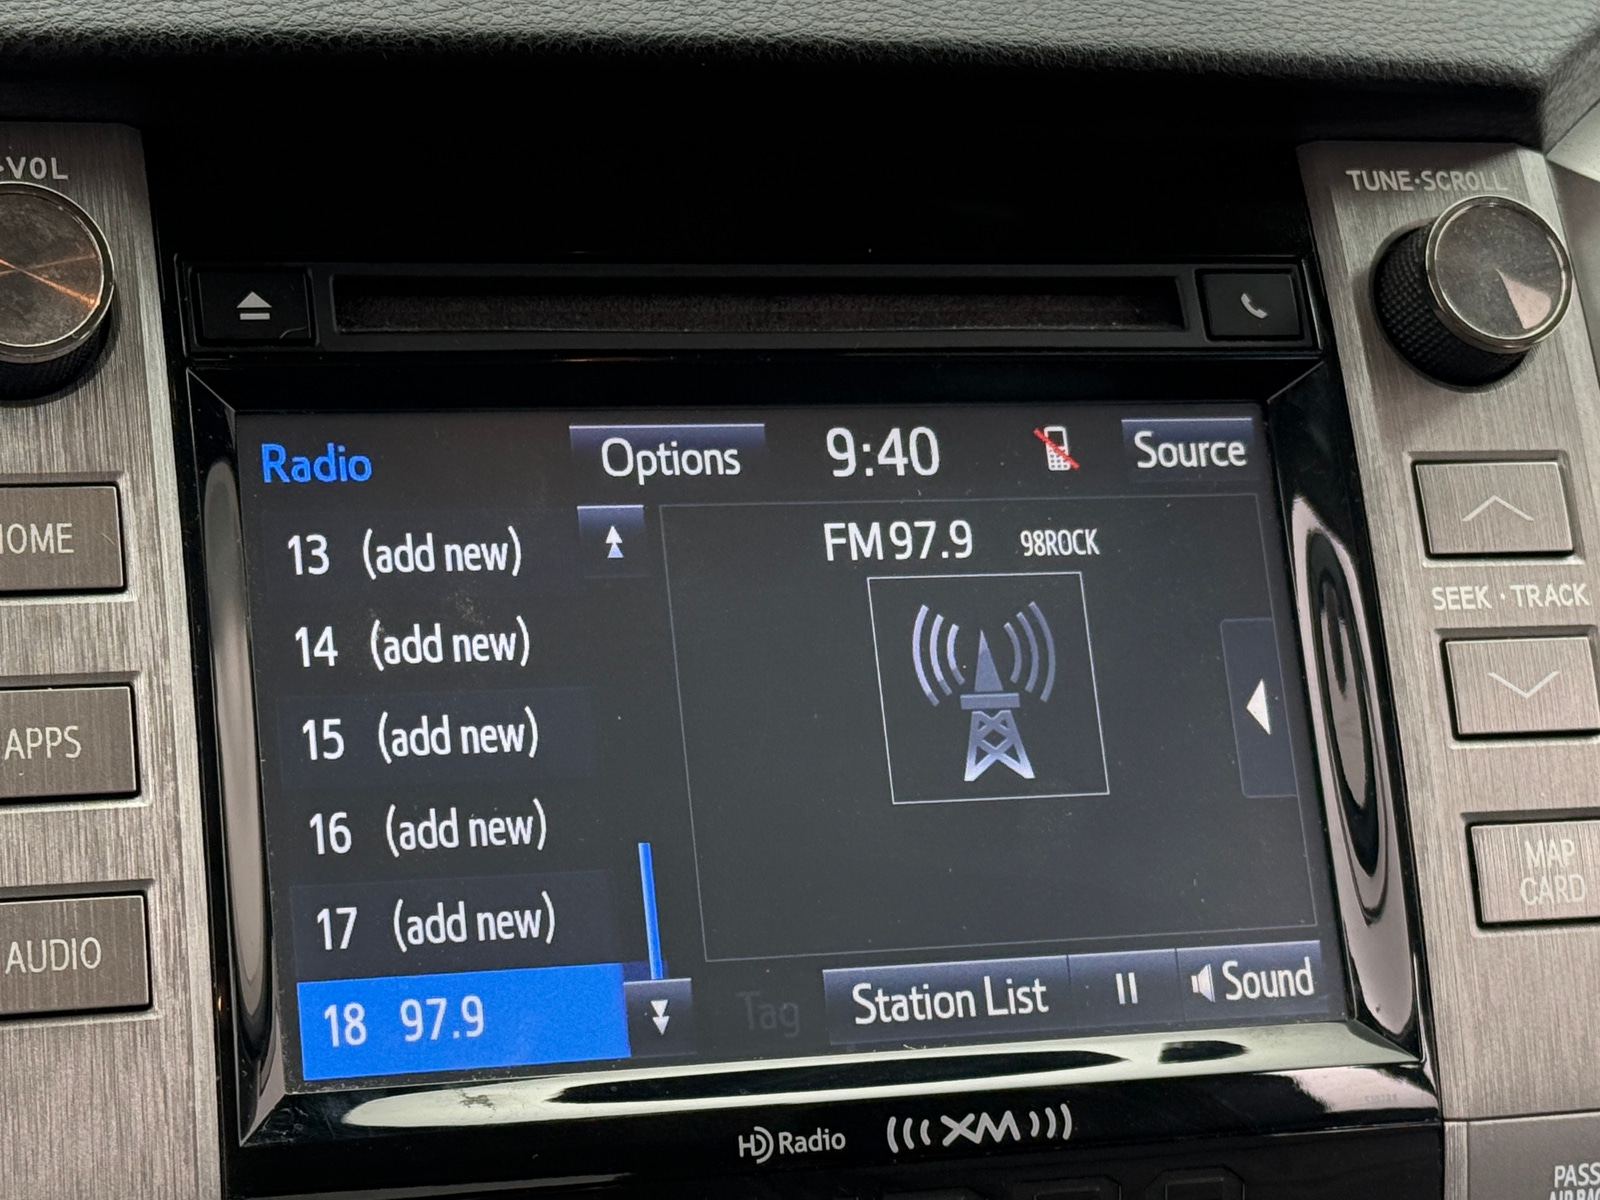 ·VOL
TUNE·SCROLL
Radio
Options
9:40
Source
13 (add new)
FM 97.9 98ROCK
14 (add new)
15 (add new)
16 (add new)
17 (add new)
18 97.9
Tag
Station List
Sound
HOME
APPS
AUDIO
SEEK · TRACK
MAP
CARD
HD Radio
XM
PASS